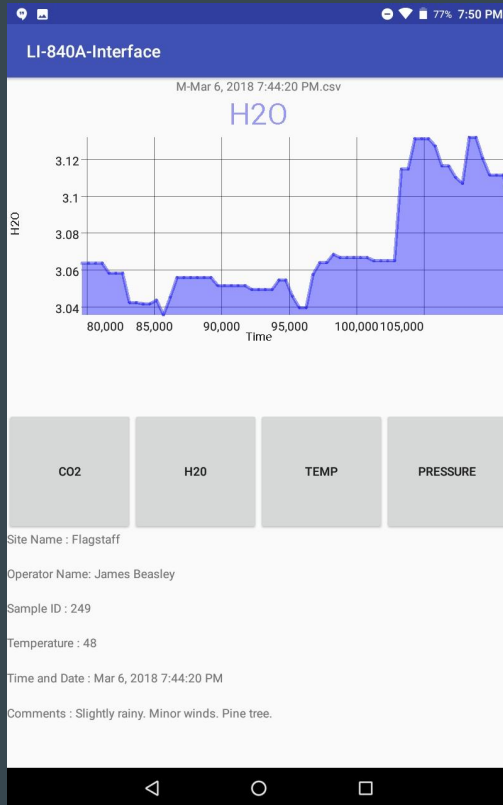 77% 7:50 PM
LI-840A-Interface
M-Mar 6, 2018 7:44:20 PM.csv
H2O
3.12
3.1
3.08
3.06
3.04
H2O
80,000 85,000 90,000 95,000 100,000 105,000
Time
CO2 H20 TEMP PRESSURE
Site Name : Flagstaff
Operator Name: James Beasley
Sample ID : 249
Temperature : 48
Time and Date : Mar 6, 2018 7:44:20 PM
Comments : Slightly rainy. Minor winds. Pine tree.